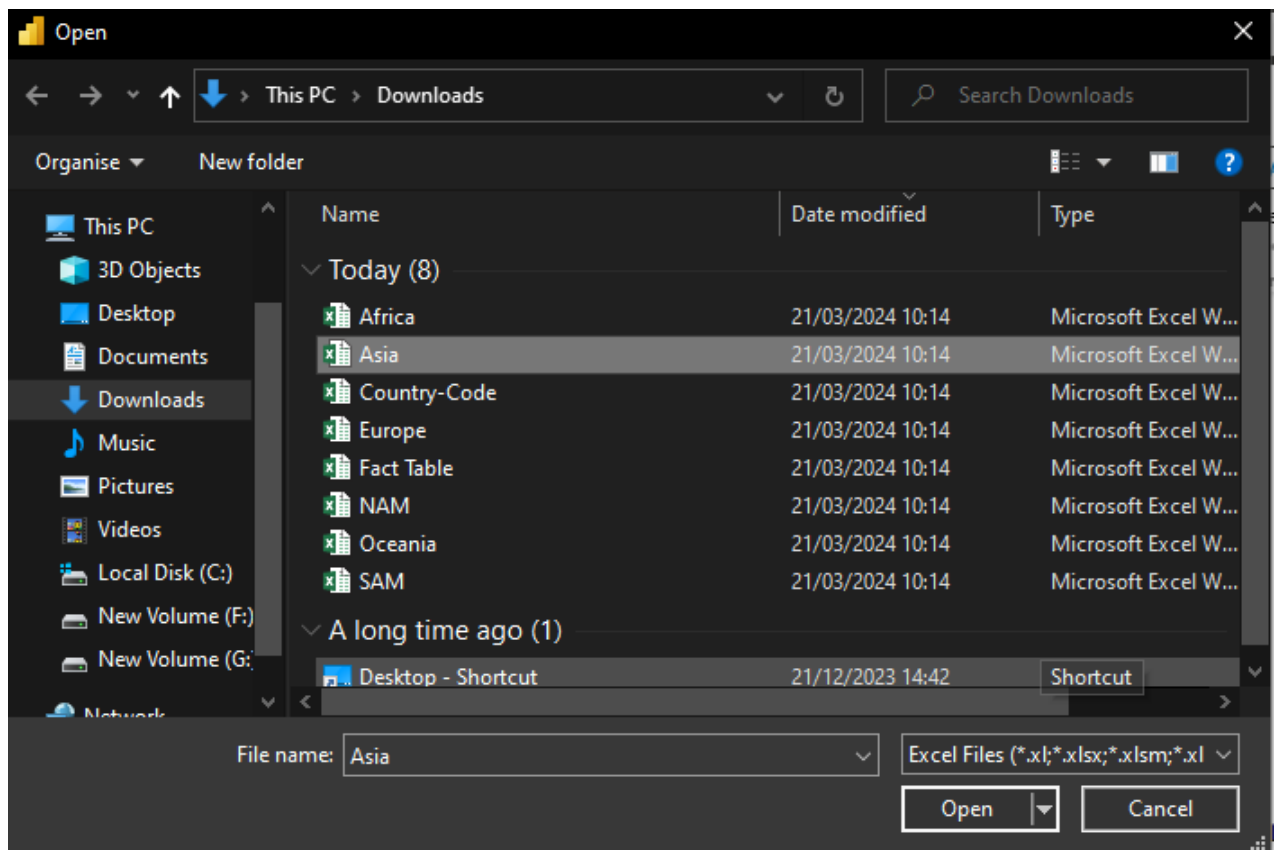 Open
This PC > Downloads
Search Downloads
Organise
New folder
This PC
3D Objects
Desktop
Documents
Downloads
Music
Pictures
Videos
Local Disk (C:)
New Volume (F:)
New Volume (G:
Network
Name Date modified Type
Today (8)
Africa 21/03/2024 10:14 Microsoft Excel W...
Asia 21/03/2024 10:14 Microsoft Excel W...
Country-Code 21/03/2024 10:14 Microsoft Excel W...
Europe 21/03/2024 10:14 Microsoft Excel W...
Fact Table 21/03/2024 10:14 Microsoft Excel W...
NAM 21/03/2024 10:14 Microsoft Excel W...
Oceania 21/03/2024 10:14 Microsoft Excel W...
SAM 21/03/2024 10:14 Microsoft Excel W...
A long time ago (1)
Desktop - Shortcut 21/12/2023 14:42 Shortcut
File name: Asia
Excel Files (*.xl;*.xlsx;*.xlsm;*.xl
Open
Cancel